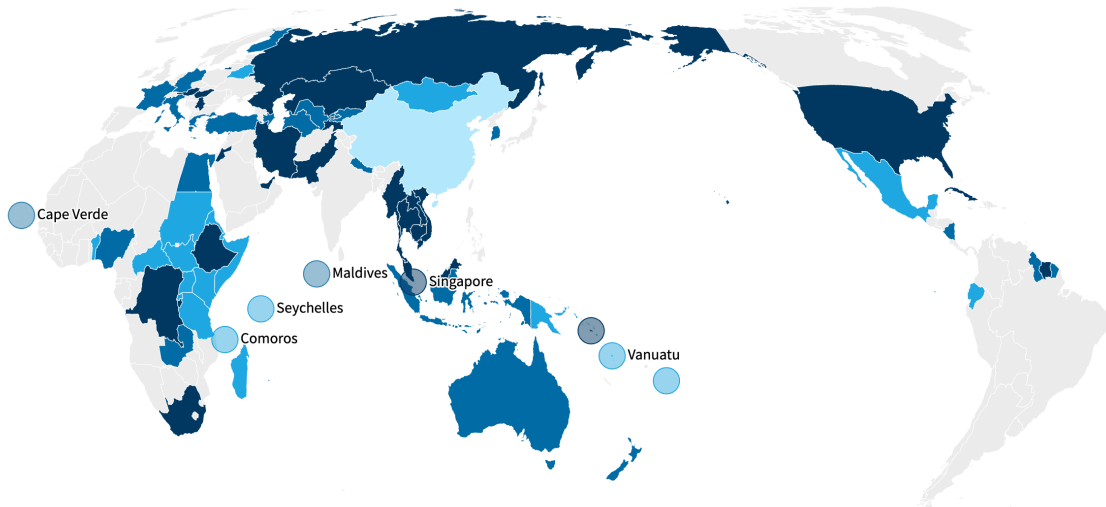 Cape Verde
Maldives
Singapore
Seychelles
Comoros
Vanuatu